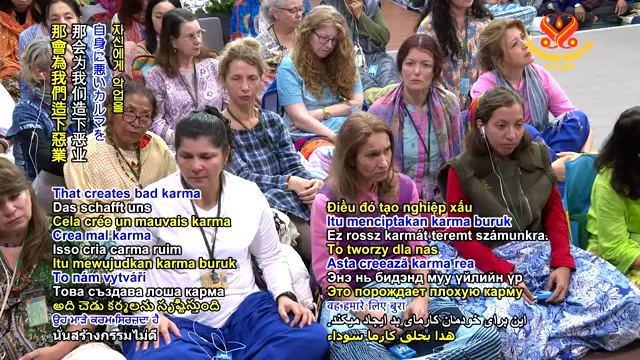 자신에게 악업을
自身に悪いカルマを
那会为我们造下恶业
那會為我們造下惡業
That creates bad karma
Das schafft uns
Cela crée un mauvais karma
Crea mal karma
Isso cria carma ruim
Itu mewujudkan karma buruk
To nám vytváří
Това създава лоша карма
అది చెడు కర్మలను సృష్టిస్తుంది
ਉਹ ਮਾੜੇ ਕਰਮ ਸਿਰਜਦਾ ਹੈ
นั่นสร้างกรรมไม่ดี
Điều đó tạo nghiệp xấu
Itu menciptakan karma buruk
Ez rossz karmát teremt számunkra.
To tworzy dla nas
Asta creează karma rea
Энэ нь бидэнд муу үйлийн үр
Это порождает плохую карму
वह हमारे लिए बुरा
این برای خودمان کارمای بد ایجاد میکند.
هذا يخلق كارما سوداء